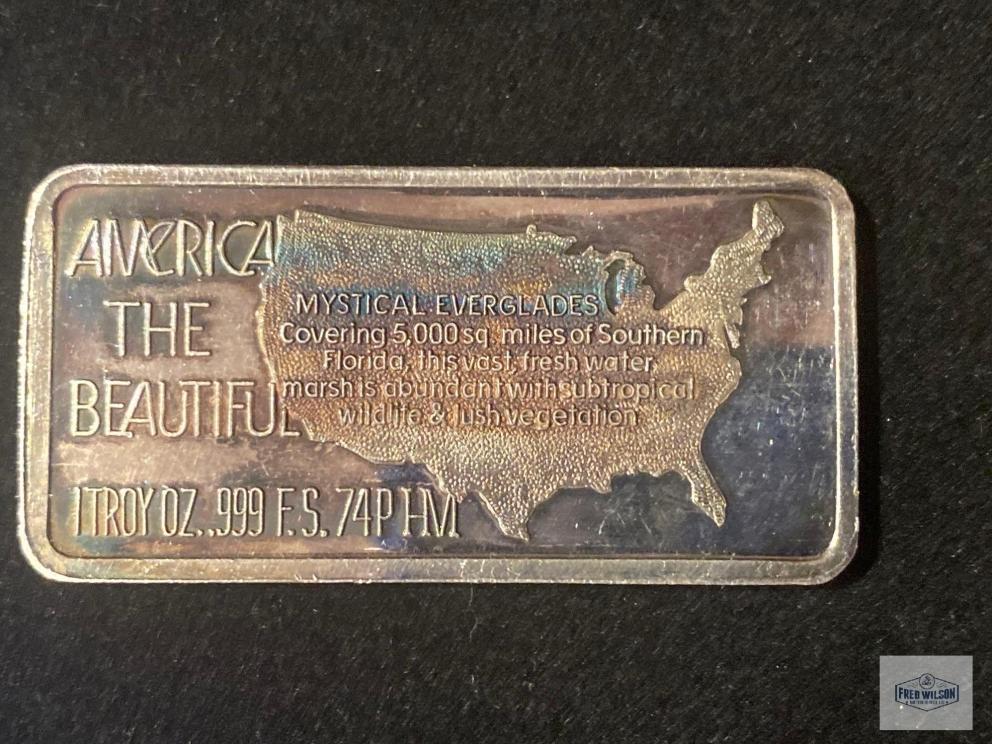 AMERICA
THE
BEAUTIFUL
MYSTICAL EVERGLADES
Covering 5,000 sq. miles of Southern
Florida, this vast, fresh water
marsh is abundant with subtropical
wildlife & lush vegetation
1 TROY OZ. .999 F.S. 74P HM
FRED WILSON